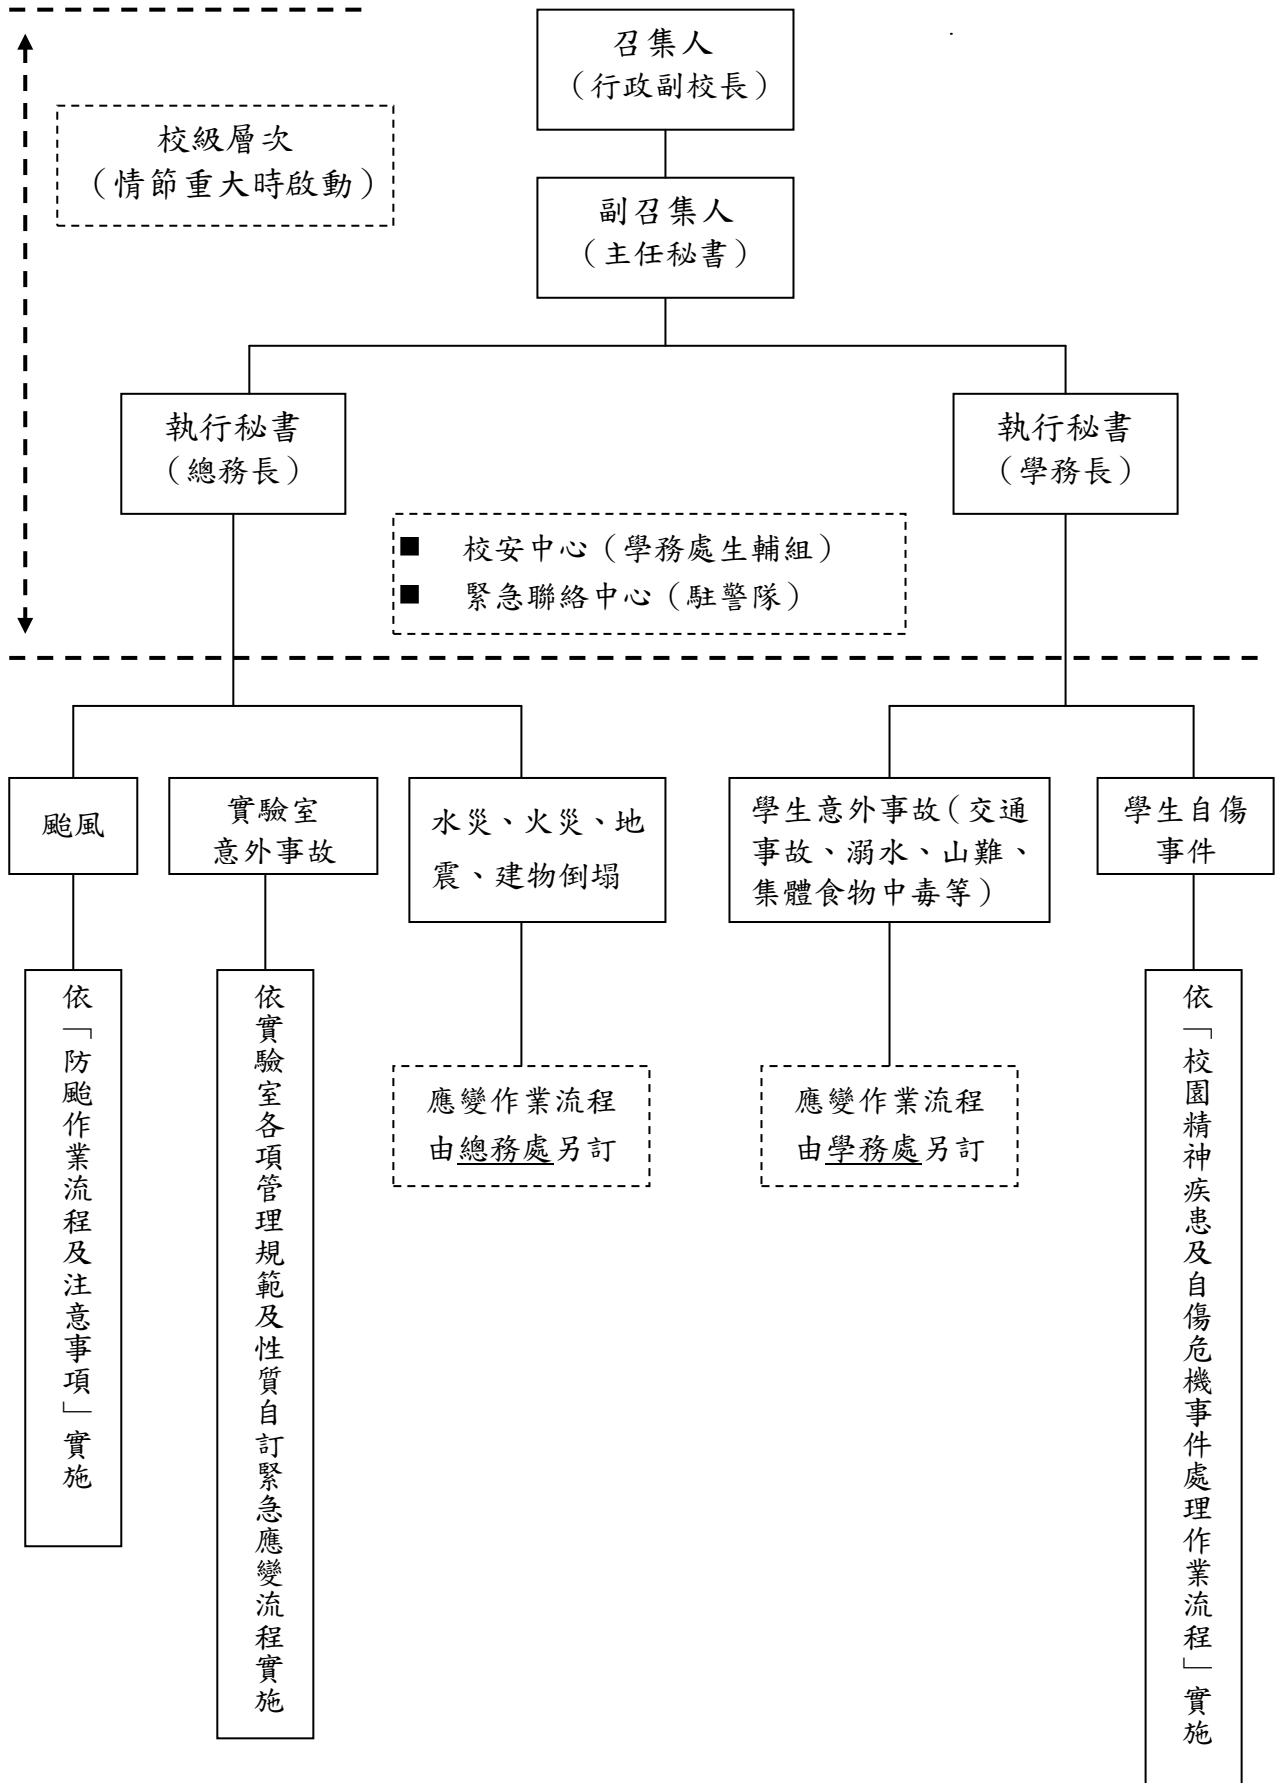 召集人
（行政副校長）
校級層次
（情節重大時啟動）
副召集人
（主任秘書）
執行秘書
（總務長）
執行秘書
（學務長）
■ 校安中心（學務處生輔組）
■ 緊急聯絡中心（駐警隊）
颱風
實驗室
意外事故
水災、火災、地
震、建物倒塌
學生意外事故（交通
事故、溺水、山難、
集體食物中毒等）
學生自傷
事件
依「防颱作業流程及注意事項」實施
依實驗室各項管理規範及性質自訂緊急應變流程實施
應變作業流程
由總務處另訂
應變作業流程
由學務處另訂
依「校園精神疾患及自傷危機事件處理作業流程」實施